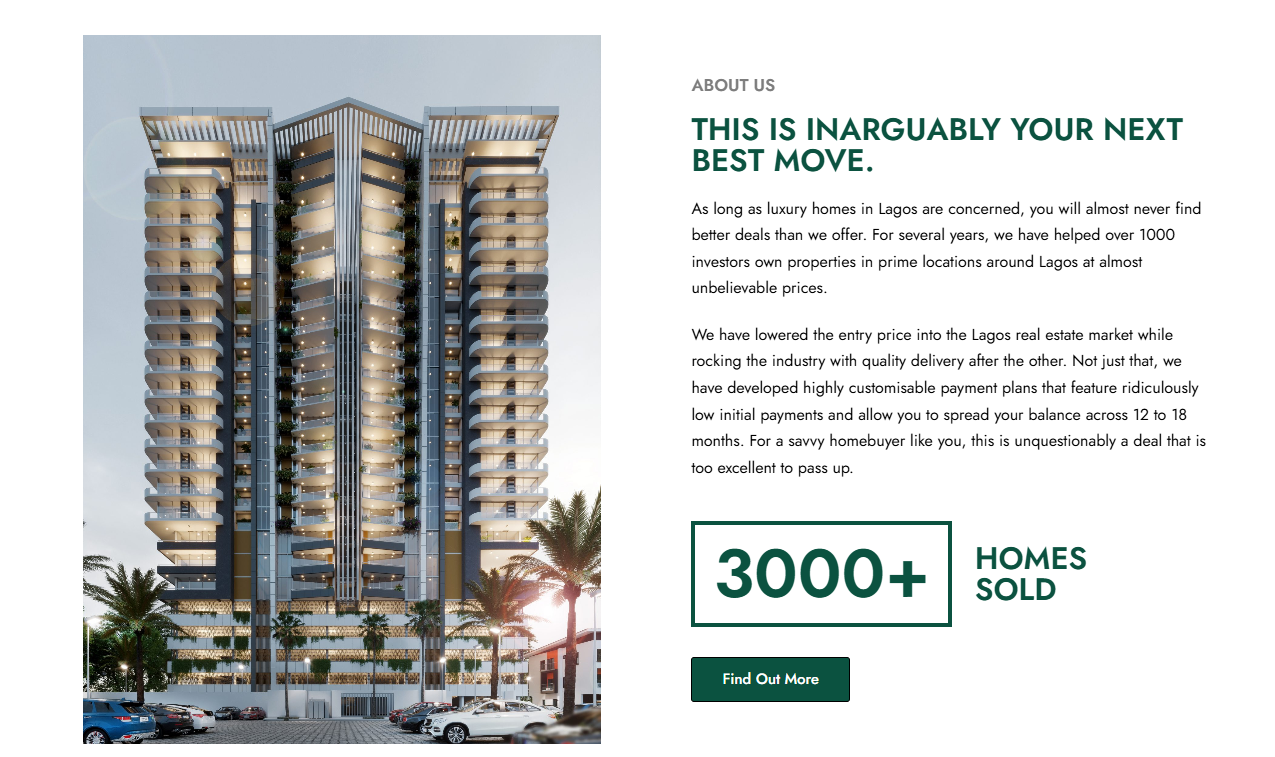 ABOUT US
THIS IS INARGUABLY YOUR NEXT
BEST MOVE.
As long as luxury homes in Lagos are concerned, you will almost never find
better deals than we offer. For several years, we have helped over 1000
investors own properties in prime locations around Lagos at almost
unbelievable prices.
We have lowered the entry price into the Lagos real estate market while
rocking the industry with quality delivery after the other. Not just that, we
have developed highly customisable payment plans that feature ridiculously
low initial payments and allow you to spread your balance across 12 to 18
months. For a savvy homebuyer like you, this is unquestionably a deal that is
too excellent to pass up.
3000+
HOMES
SOLD
Find Out More